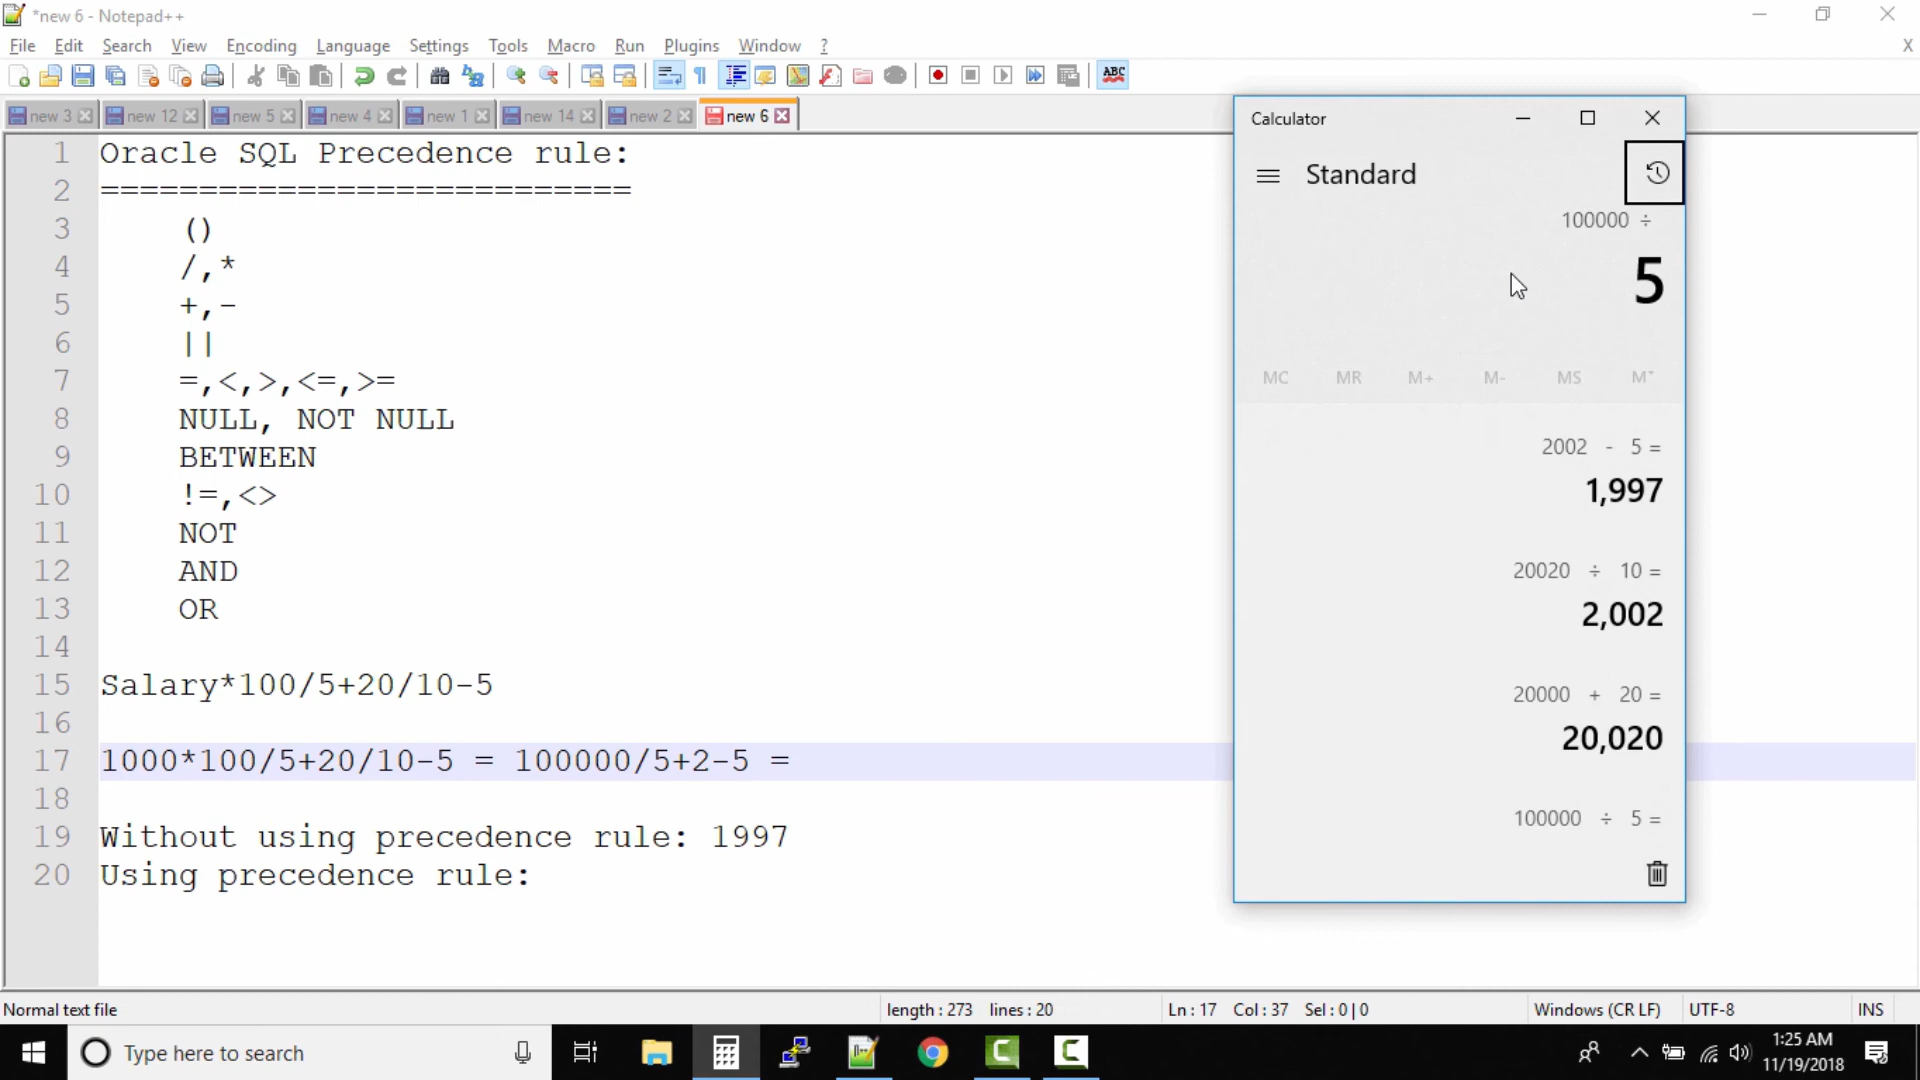 *new 6 - Notepad++
File Edit Search View Encoding Language Settings Tools Macro Run Plugins Window ? X
ABC
new 3 new 12 new 5 new 4 new 1 new 14 new 2 new 6
1 Oracle SQL Precedence rule:
2 ===========================
3 ()
4 /,*
5 +,-
6 ||
7 =,<,>,<=,>=
8 NULL, NOT NULL
9 BETWEEN
10 !=,<>
11 NOT
12 AND
13 OR
14
15 Salary*100/5+20/10-5
16
17 1000*100/5+20/10-5 = 100000/5+2-5 =
18
19 Without using precedence rule: 1997
20 Using precedence rule:
Calculator
Standard
100000 ÷
5
MC MR M+ M- MS M˅
2002 - 5 =
1,997
20020 ÷ 10 =
2,002
20000 + 20 =
20,020
100000 ÷ 5 =
Normal text file length : 273 lines : 20 Ln : 17 Col : 37 Sel : 0 | 0 Windows (CR LF) UTF-8 INS
Type here to search
1:25 AM
11/19/2018